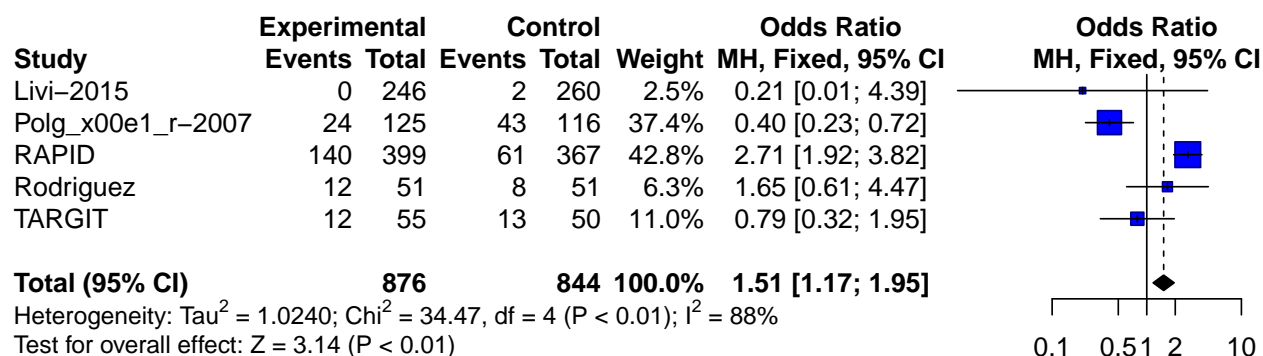 Experimental Control Odds Ratio Odds Ratio
Study Events Total Events Total Weight MH, Fixed, 95% CI MH, Fixed, 95% CI
Livi−2015 0 246 2 260 2.5% 0.21 [0.01; 4.39]
Polg_x00e1_r−2007 24 125 43 116 37.4% 0.40 [0.23; 0.72]
RAPID 140 399 61 367 42.8% 2.71 [1.92; 3.82]
Rodriguez 12 51 8 51 6.3% 1.65 [0.61; 4.47]
TARGIT 12 55 13 50 11.0% 0.79 [0.32; 1.95]
Total (95% CI) 876 844 100.0% 1.51 [1.17; 1.95]
Heterogeneity: Tau² = 1.0240; Chi² = 34.47, df = 4 (P < 0.01); I² = 88%
Test for overall effect: Z = 3.14 (P < 0.01)
0.1 0.5 1 2 10